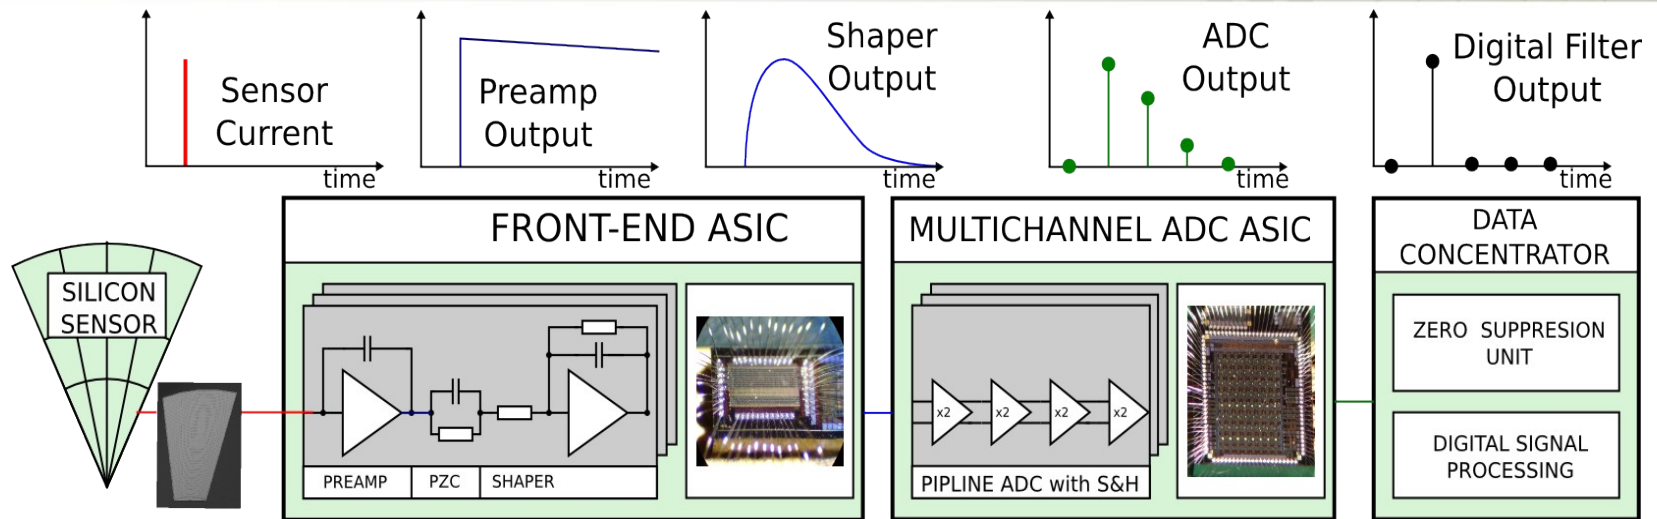 Sensor
Current
time
Preamp
Output
time
Shaper
Output
time
ADC
Output
time
Digital Filter
Output
time
SILICON
SENSOR
FRONT-END ASIC
PREAMP
PZC
SHAPER
MULTICHANNEL ADC ASIC
x2
x2
x2
x2
PIPLINE ADC with S&H
DATA
CONCENTRATOR
ZERO SUPPRESION
UNIT
DIGITAL SIGNAL
PROCESSING